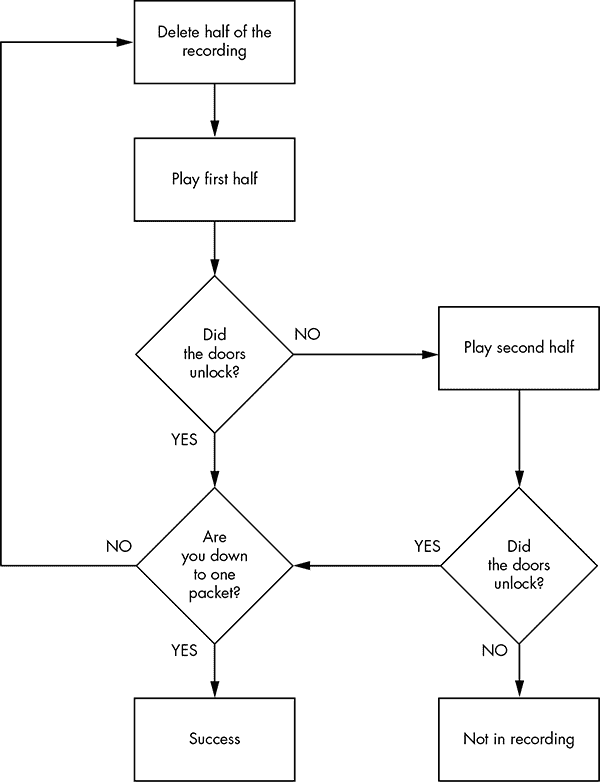 Delete half of the
recording
Play first half
Did
the doors
unlock?
NO
Play second half
YES
Are
you down
to one
packet?
NO
YES
Did
the doors
unlock?
YES
NO
Success
Not in recording